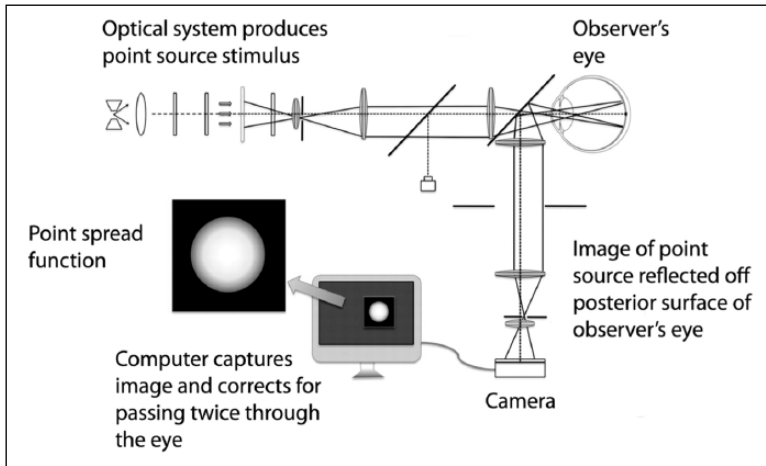 Optical system produces
point source stimulus
Observer's
eye
Point spread
function
Image of point
source reflected off
posterior surface of
observer's eye
Computer captures
image and corrects for
passing twice through
the eye
Camera